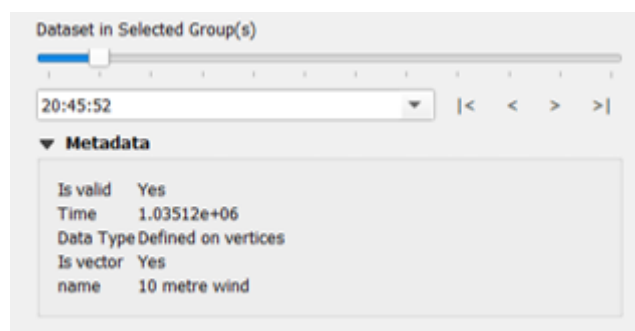 Dataset in Selected Group(s)
20:45:52 |< < > >|
Metadata
Is valid Yes
Time 1.03512e+06
Data Type Defined on vertices
Is vector Yes
name 10 metre wind